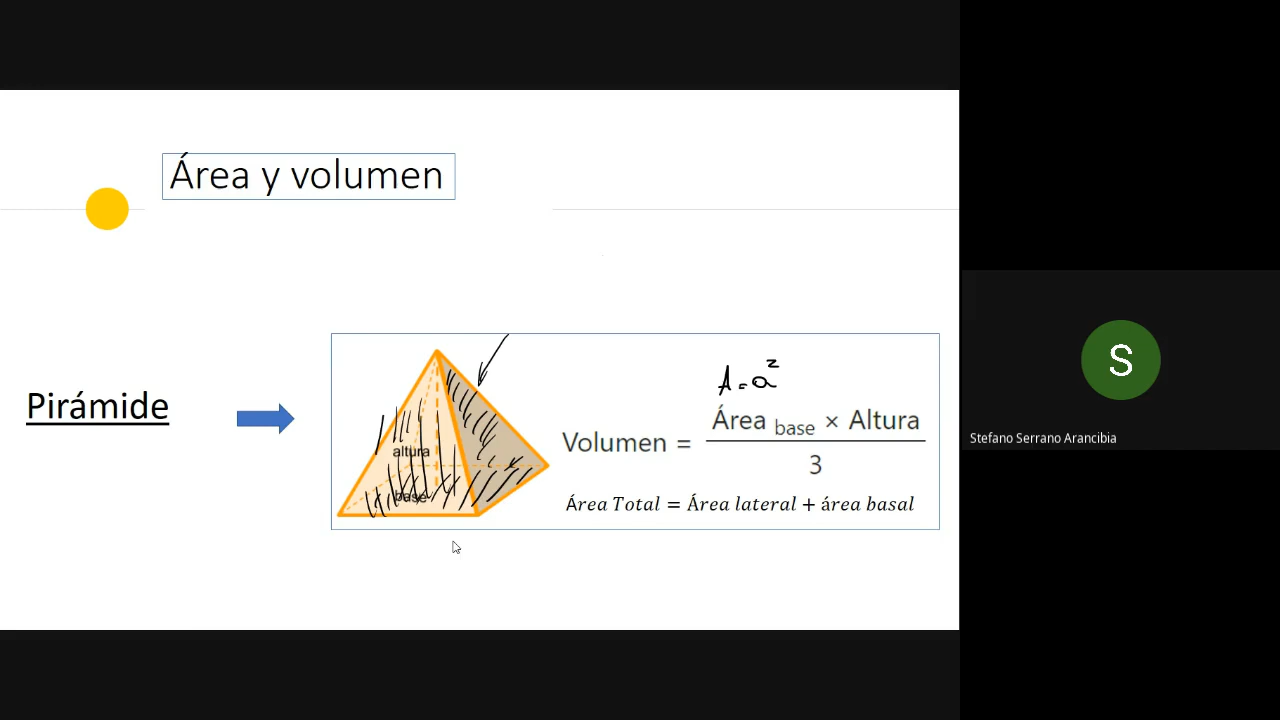 Área y volumen
Pirámide
altura
base
A=a²
Volumen = Área base × Altura
3
Área Total = Área lateral + área basal
S
Stefano Serrano Arancibia